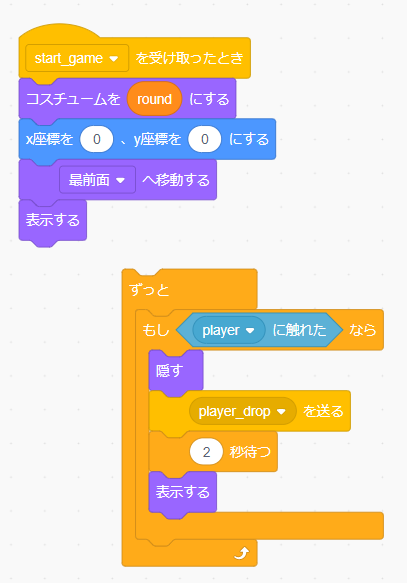 start_game を受け取ったとき
コスチュームを round にする
x座標を 0 、y座標を 0 にする
最前面 へ移動する
表示する
ずっと
もし player に触れた なら
隠す
player_drop を送る
2 秒待つ
表示する